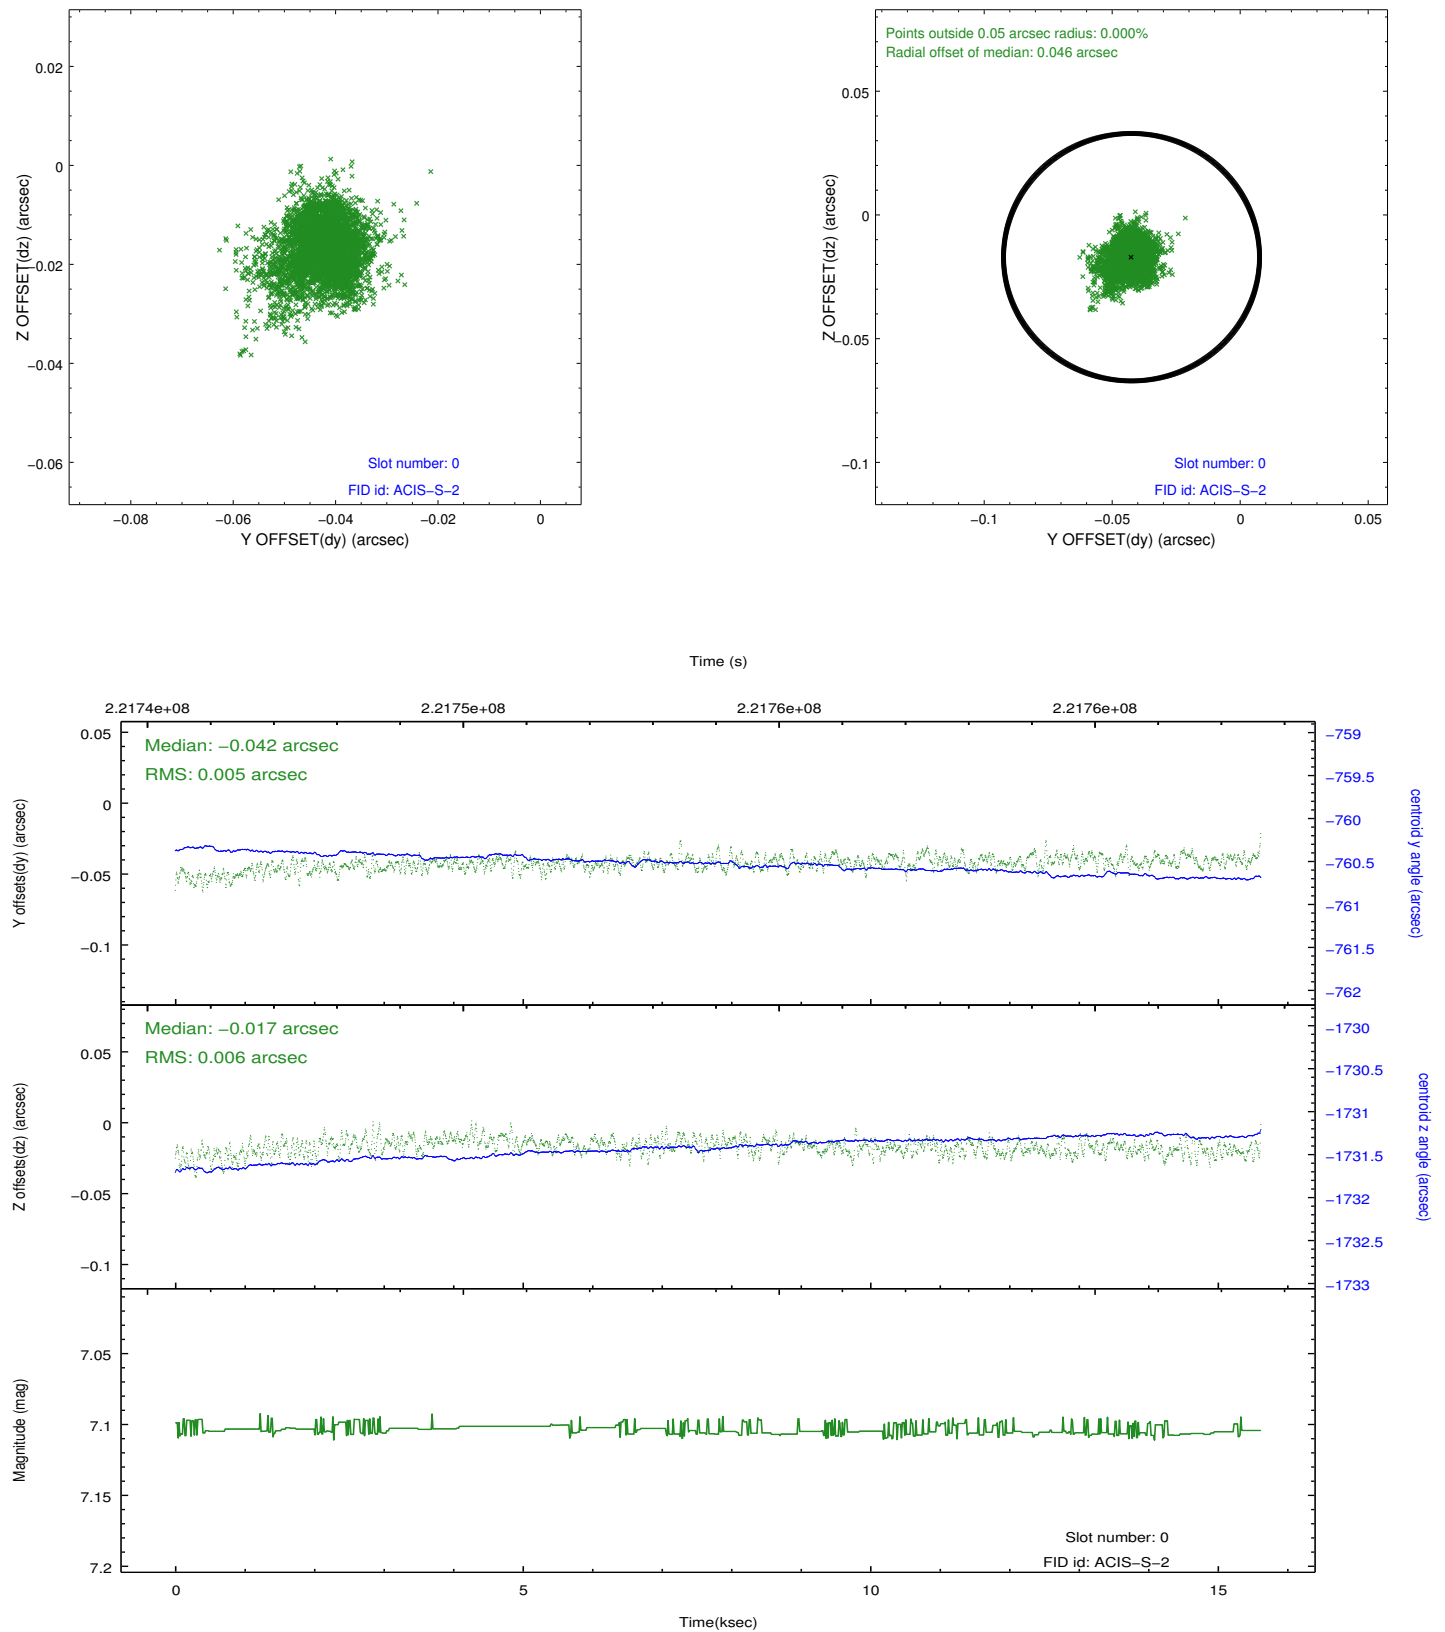 0.02
0
−0.02
−0.04
−0.06
Z OFFSET(dz) (arcsec)
Slot number: 0
FID id: ACIS−S−2
−0.08
−0.06
−0.04
−0.02
0
Y OFFSET(dy) (arcsec)
Points outside 0.05 arcsec radius: 0.000%
Radial offset of median: 0.046 arcsec
0.05
0
−0.05
−0.1
Z OFFSET(dz) (arcsec)
Slot number: 0
FID id: ACIS−S−2
−0.1
−0.05
0
0.05
Y OFFSET(dy) (arcsec)
Time (s)
2.2174e+08
2.2175e+08
2.2176e+08
2.2176e+08
Median: −0.042 arcsec
RMS: 0.005 arcsec
0.05
0
−0.05
−0.1
Y offsets(dy) (arcsec)
−759
−759.5
−760
−760.5
−761
−761.5
−762
centroid y angle (arcsec)
Median: −0.017 arcsec
RMS: 0.006 arcsec
0.05
0
−0.05
−0.1
Z offsets(dz) (arcsec)
−1730
−1730.5
−1731
−1731.5
−1732
−1732.5
−1733
centroid z angle (arcsec)
7.05
7.1
7.15
7.2
Magnitude (mag)
Slot number: 0
FID id: ACIS−S−2
0
5
10
15
Time(ksec)